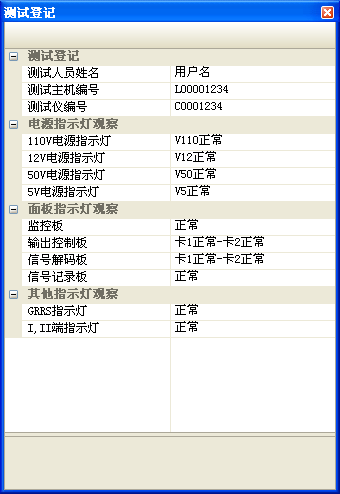 测试登记
测试登记
测试人员姓名 用户名
测试主机编号 L00001234
测试仪编号 C0001234
电源指示灯观察
110V电源指示灯 V110正常
12V电源指示灯 V12正常
50V电源指示灯 V50正常
5V电源指示灯 V5正常
面板指示灯观察
监控板 正常
输出控制板 卡1正常-卡2正常
信号解码板 卡1正常-卡2正常
信号记录板 正常
其他指示灯观察
GRRS指示灯 正常
I,II端指示灯 正常